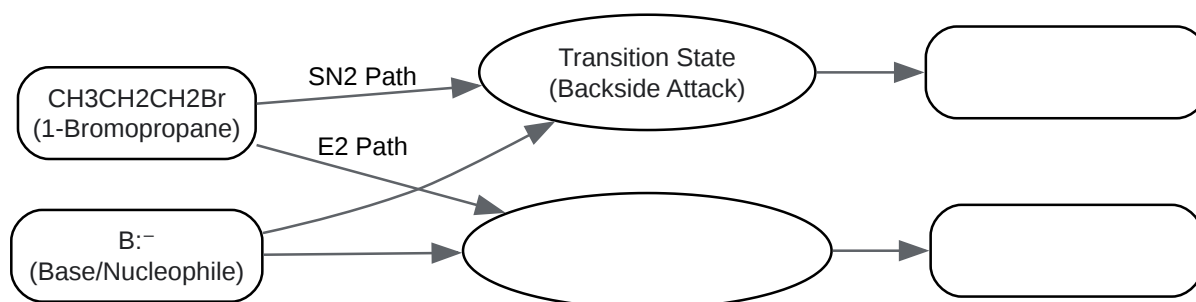 CH3CH2CH2Br
(1-Bromopropane)
SN2 Path
E2 Path
Transition State
(Backside Attack)
B:⁻
(Base/Nucleophile)